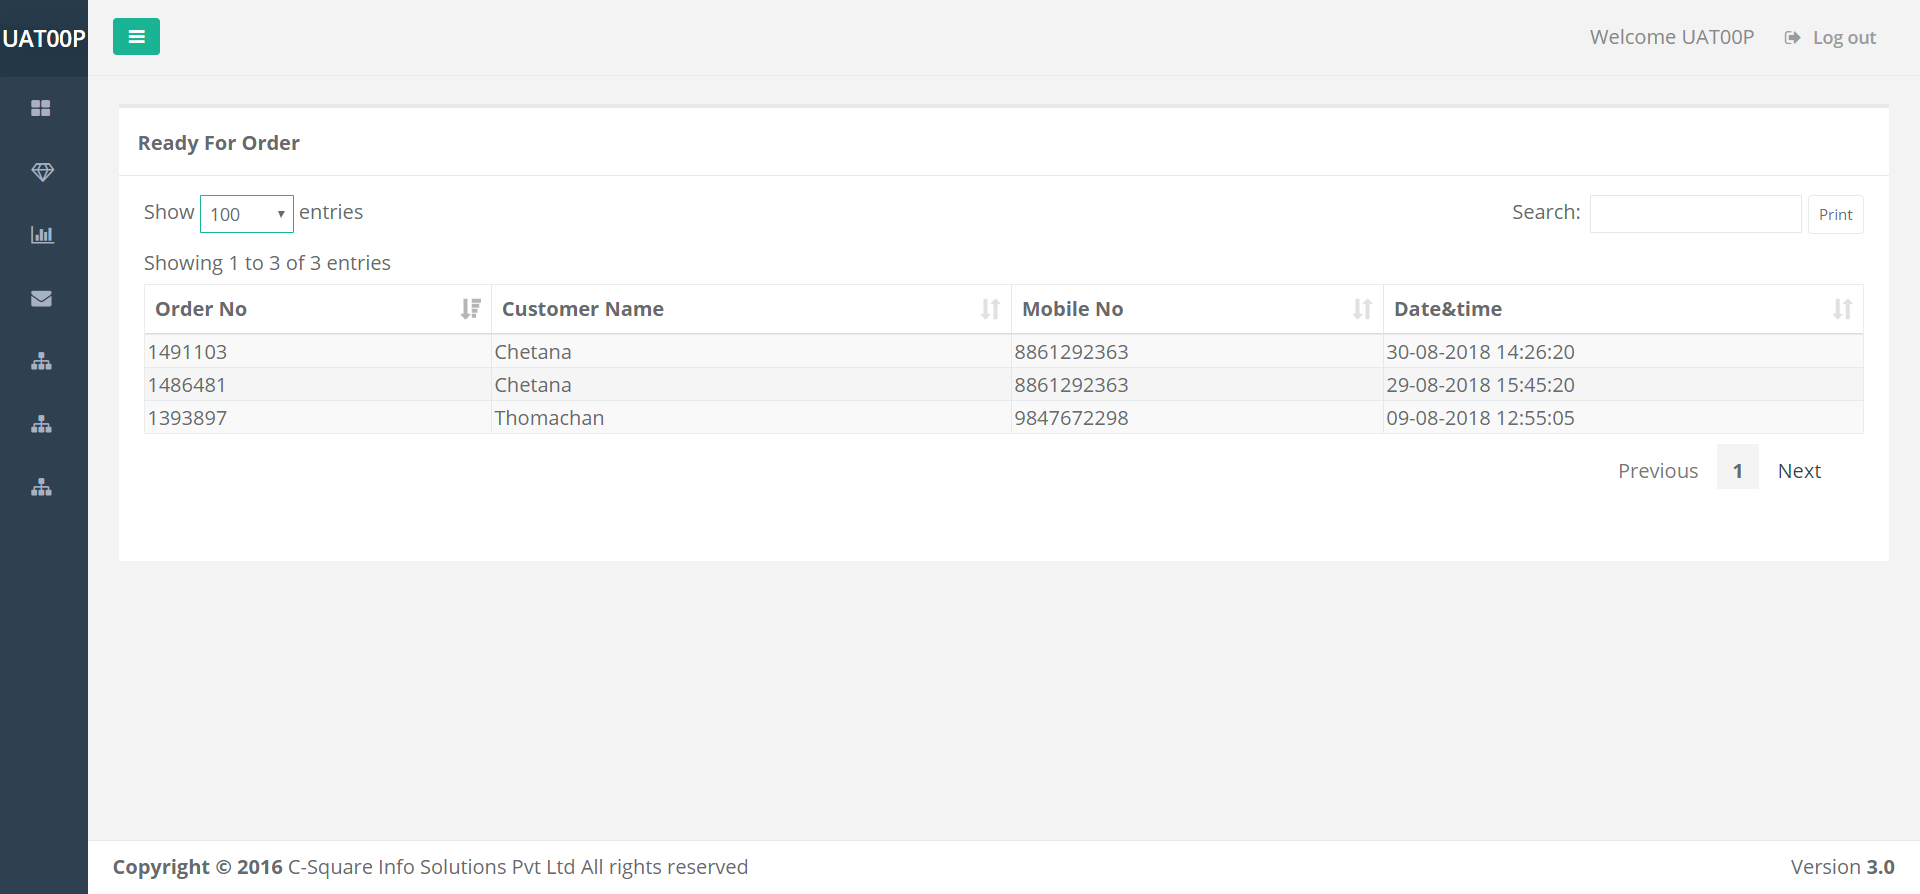 UAT00P
Welcome UAT00P Log out
Ready For Order
Show 100 entries Search: Print
Showing 1 to 3 of 3 entries
Order No Customer Name Mobile No Date&time
1491103 Chetana 8861292363 30-08-2018 14:26:20
1486481 Chetana 8861292363 29-08-2018 15:45:20
1393897 Thomachan 9847672298 09-08-2018 12:55:05
Previous 1 Next
Copyright © 2016 C-Square Info Solutions Pvt Ltd All rights reserved Version 3.0